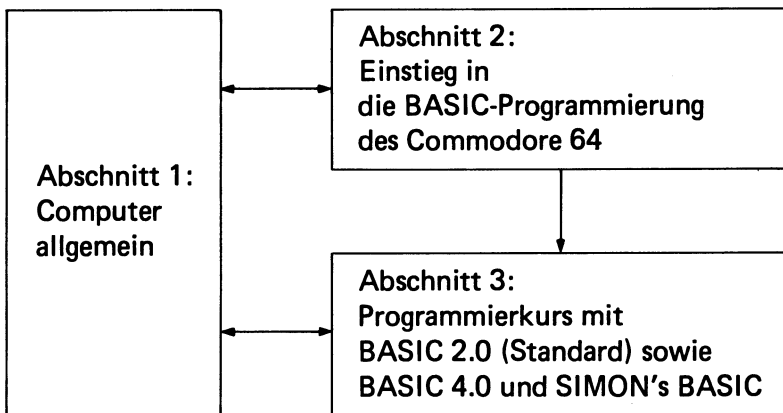 Abschnitt 1:
Computer
allgemein
Abschnitt 2:
Einstieg in
die BASIC-Programmierung
des Commodore 64
Abschnitt 3:
Programmierkurs mit
BASIC 2.0 (Standard) sowie
BASIC 4.0 und SIMON's BASIC